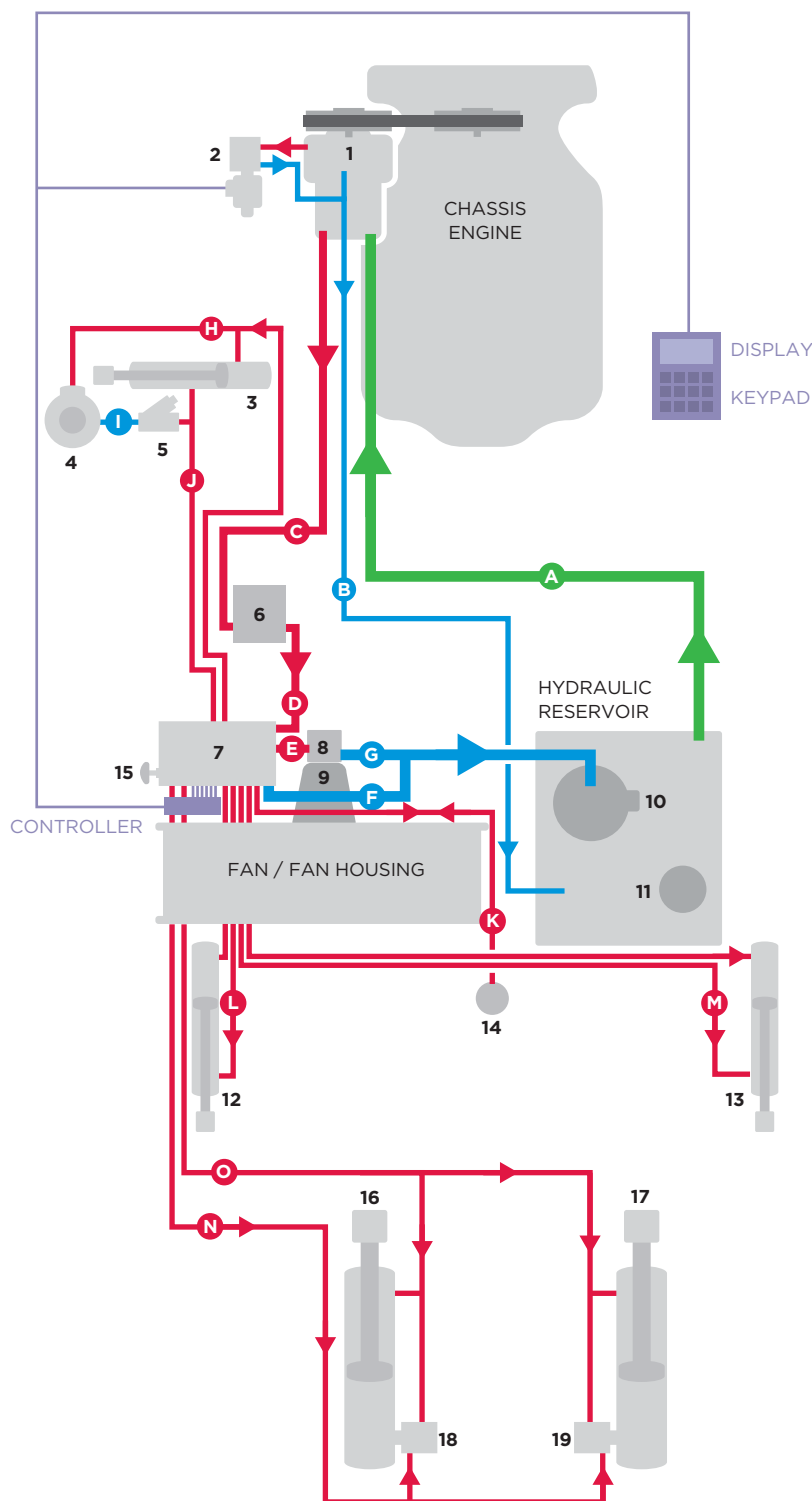 2
1
CHASSIS
ENGINE
H
DISPLAY
KEYPAD
3
I
4
5
J
C
A
B
6
HYDRAULIC
RESERVOIR
D
7
E
8
G
15
9
F
10
CONTROLLER
FAN / FAN HOUSING
11
K
L
M
14
12
13
O
16
17
N
18
19